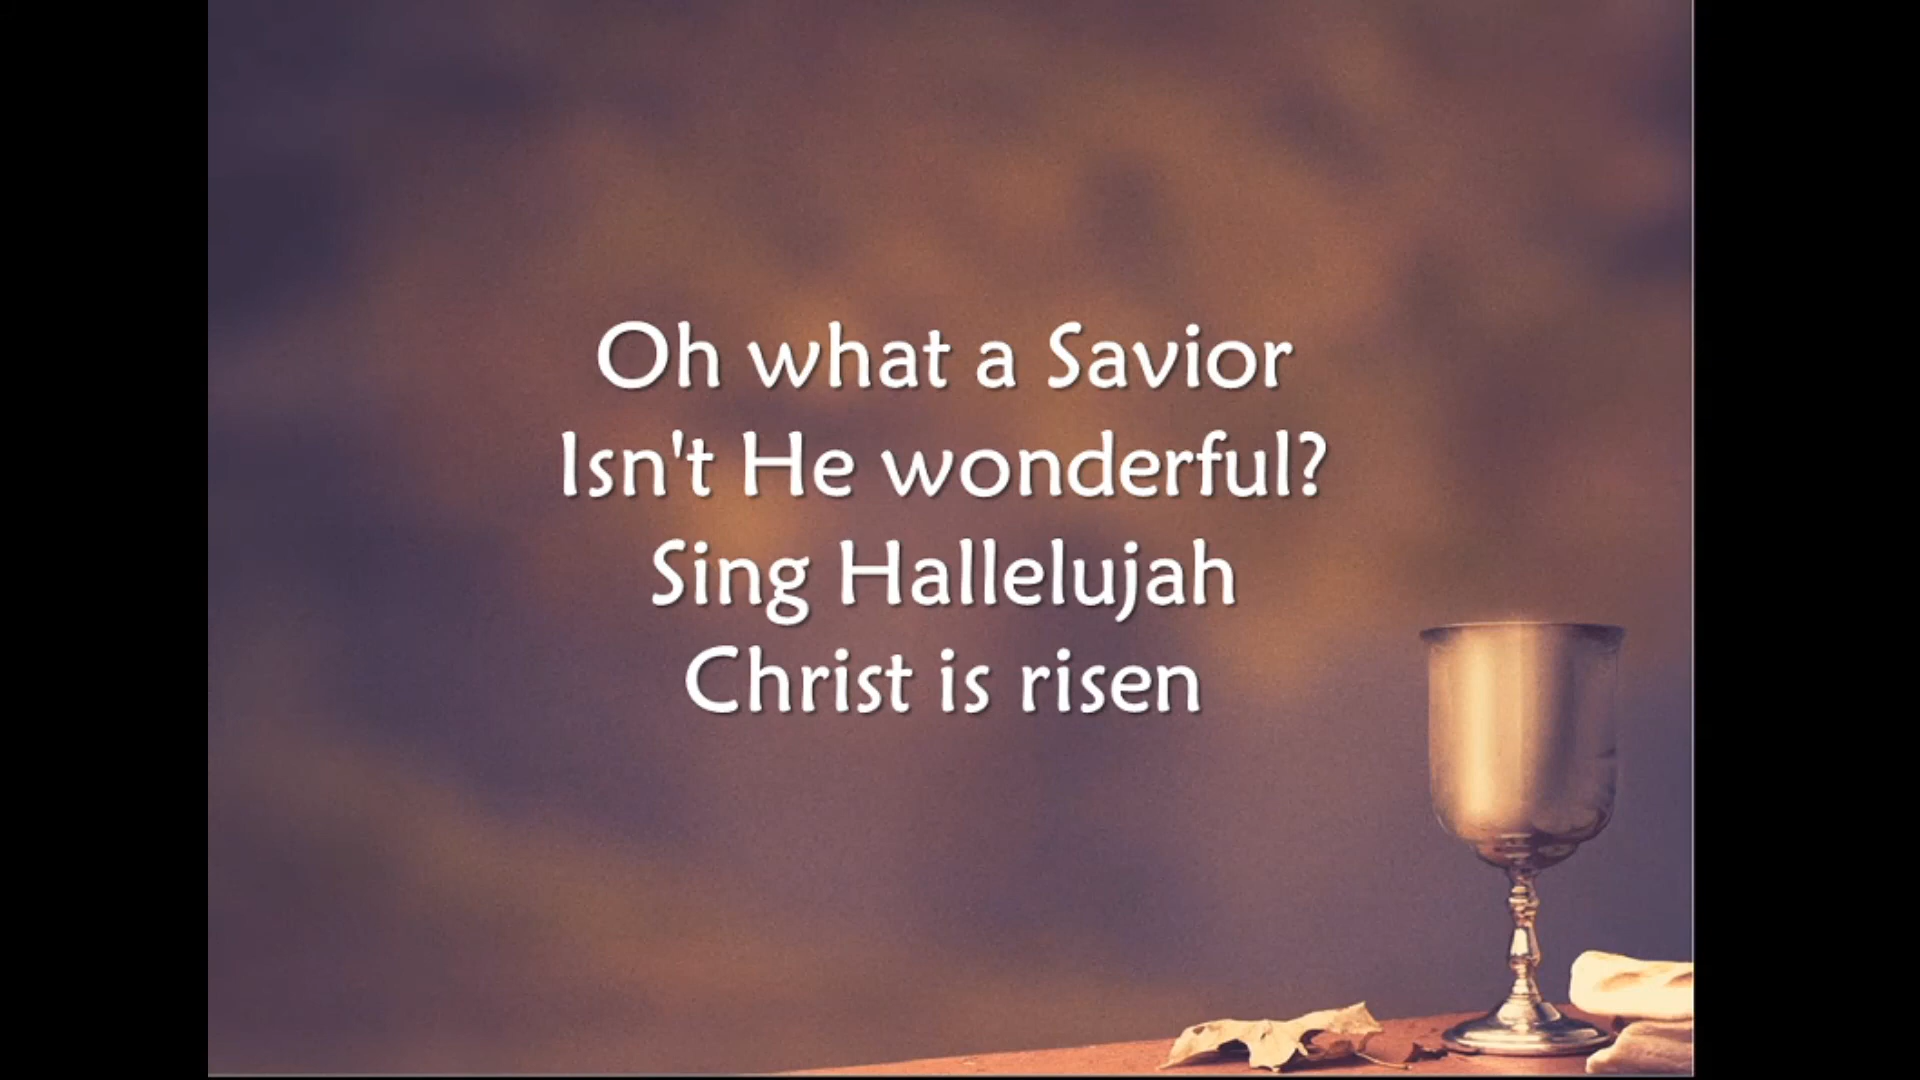 Oh what a Savior
Isn't He wonderful?
Sing Hallelujah
Christ is risen